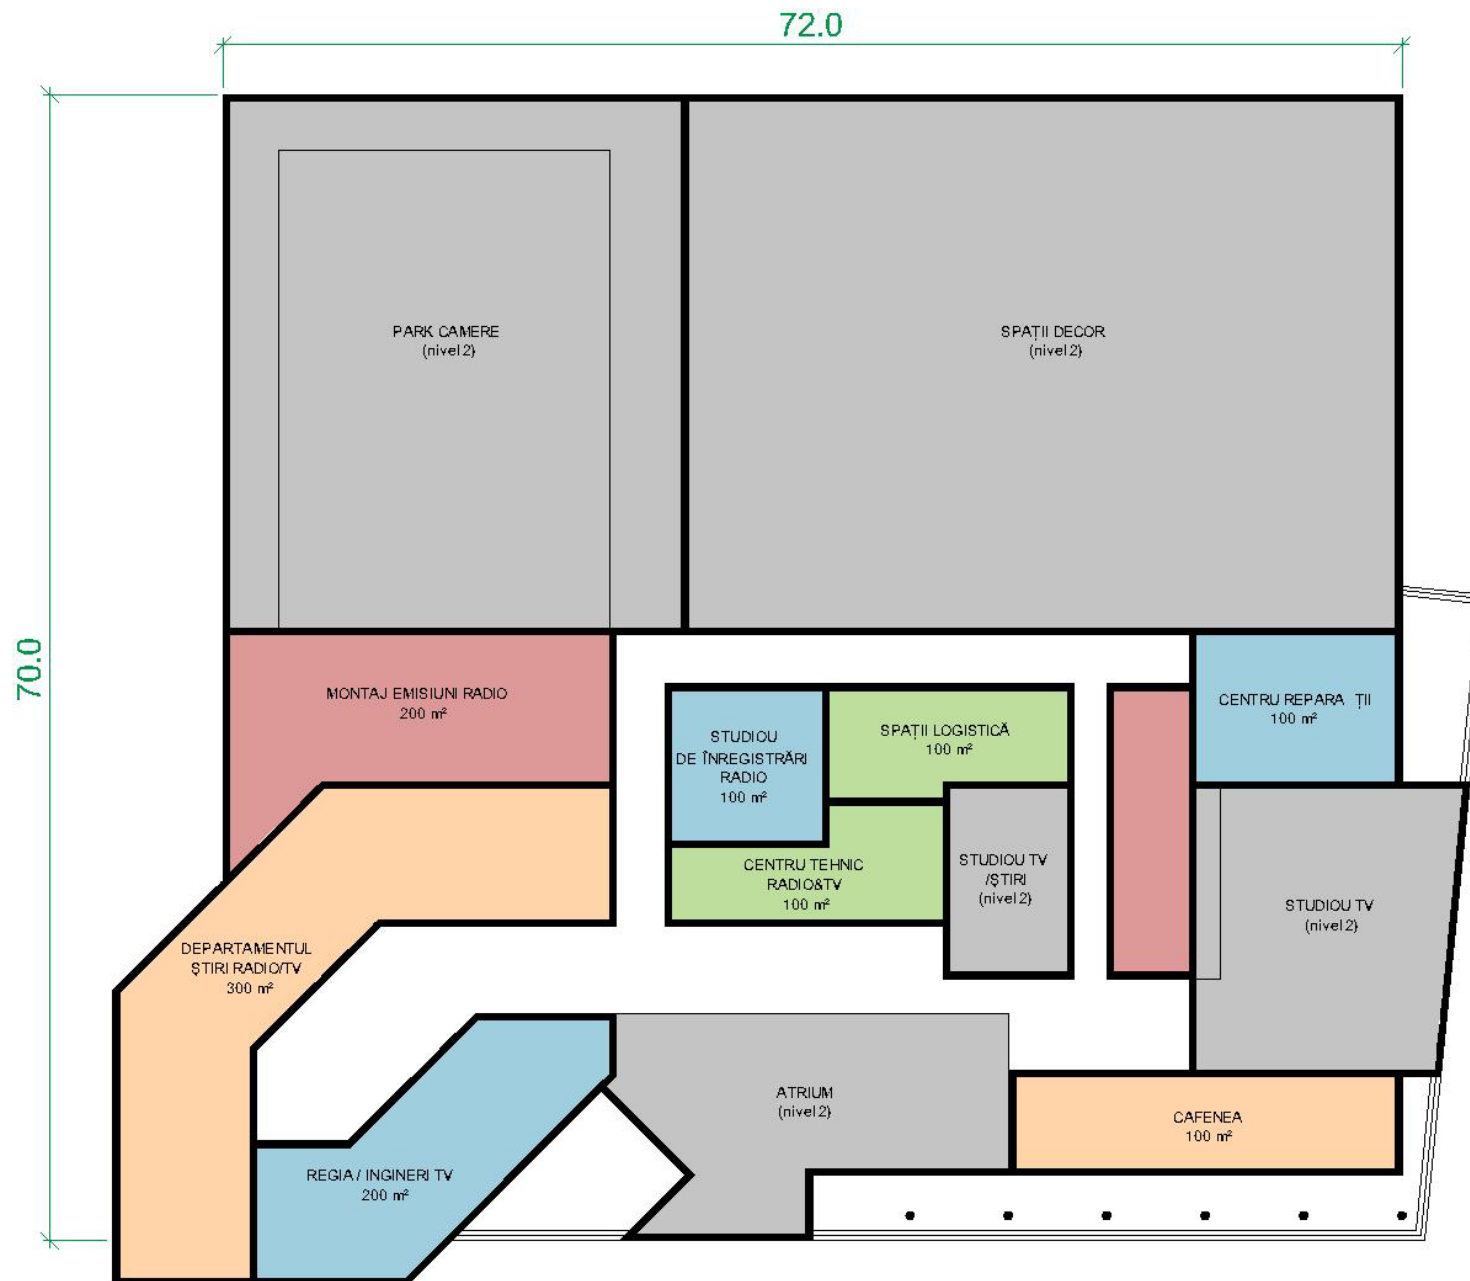 72.0
70.0
PARK CAMERE
(nivel 2)
SPAȚII DECOR
(nivel 2)
MONTAJ EMISIUNI RADIO
200 m²
CENTRU REPARA ȚII
100 m²
STUDIOU
DE ÎNREGISTRĂRI
RADIO
100 m²
SPAȚII LOGISTICĂ
100 m²
CENTRU TEHNIC
RADIO&TV
100 m²
STUDIOU TV
/ȘTIRI
(nivel 2)
STUDIOU TV
(nivel 2)
DEPARTAMENTUL
ȘTIRI RADIO/TV
300 m²
ATRIUM
(nivel 2)
CAFENEA
100 m²
REGIA / INGINERI TV
200 m²